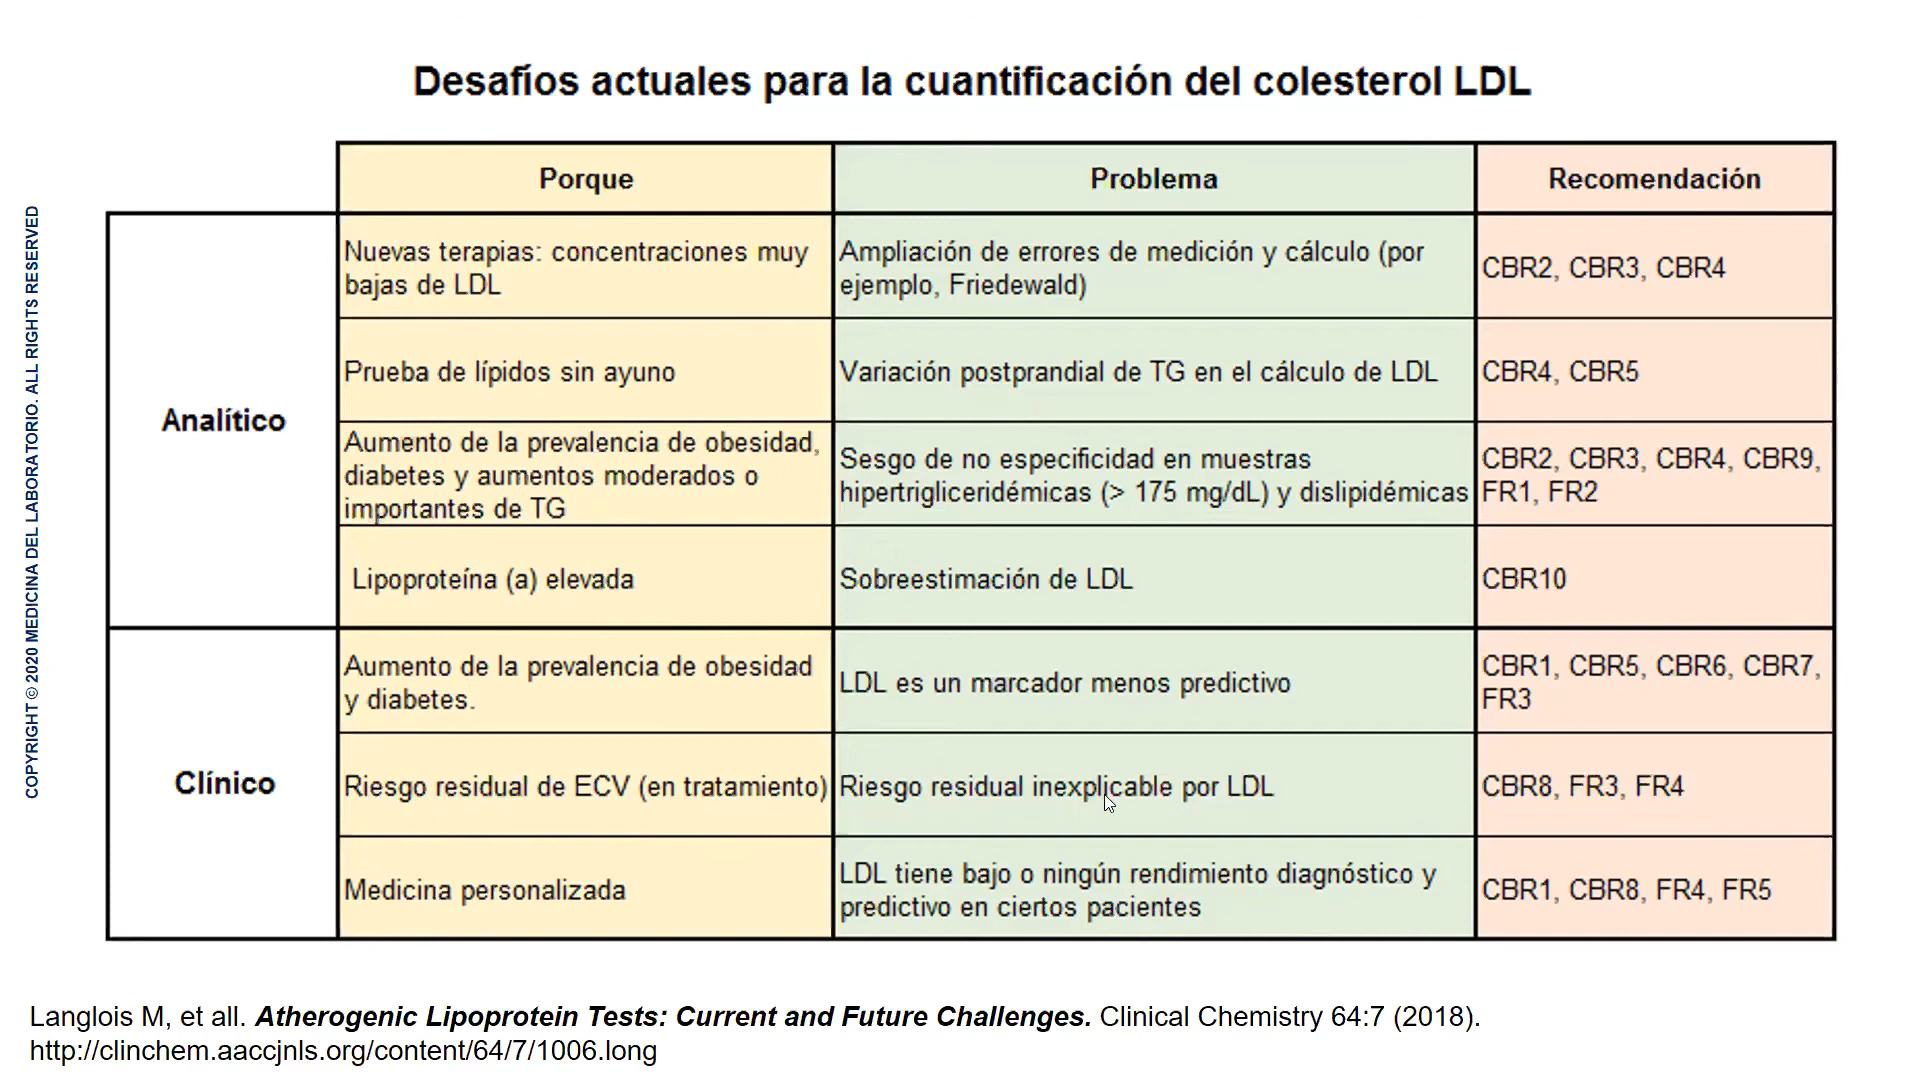 Desafíos actuales para la cuantificación del colesterol LDL
Porque
Problema
Recomendación
Analítico
Nuevas terapias: concentraciones muy
bajas de LDL
Ampliación de errores de medición y cálculo (por
ejemplo, Friedewald)
CBR2, CBR3, CBR4
Prueba de lípidos sin ayuno
Variación postprandial de TG en el cálculo de LDL
CBR4, CBR5
Aumento de la prevalencia de obesidad,
diabetes y aumentos moderados o
importantes de TG
Sesgo de no especificidad en muestras
hipertrigliceridémicas (> 175 mg/dL) y dislipidémicas
CBR2, CBR3, CBR4, CBR9,
FR1, FR2
Lipoproteína (a) elevada
Sobreestimación de LDL
CBR10
Clínico
Aumento de la prevalencia de obesidad
y diabetes.
LDL es un marcador menos predictivo
CBR1, CBR5, CBR6, CBR7,
FR3
Riesgo residual de ECV (en tratamiento)
Riesgo residual inexplicable por LDL
CBR8, FR3, FR4
Medicina personalizada
LDL tiene bajo o ningún rendimiento diagnóstico y
predictivo en ciertos pacientes
CBR1, CBR8, FR4, FR5
Langlois M, et all. Atherogenic Lipoprotein Tests: Current and Future Challenges. Clinical Chemistry 64:7 (2018).
http://clinchem.aaccjnls.org/content/64/7/1006.long
COPYRIGHT © 2020 MEDICINA DEL LABORATORIO. ALL RIGHTS RESERVED